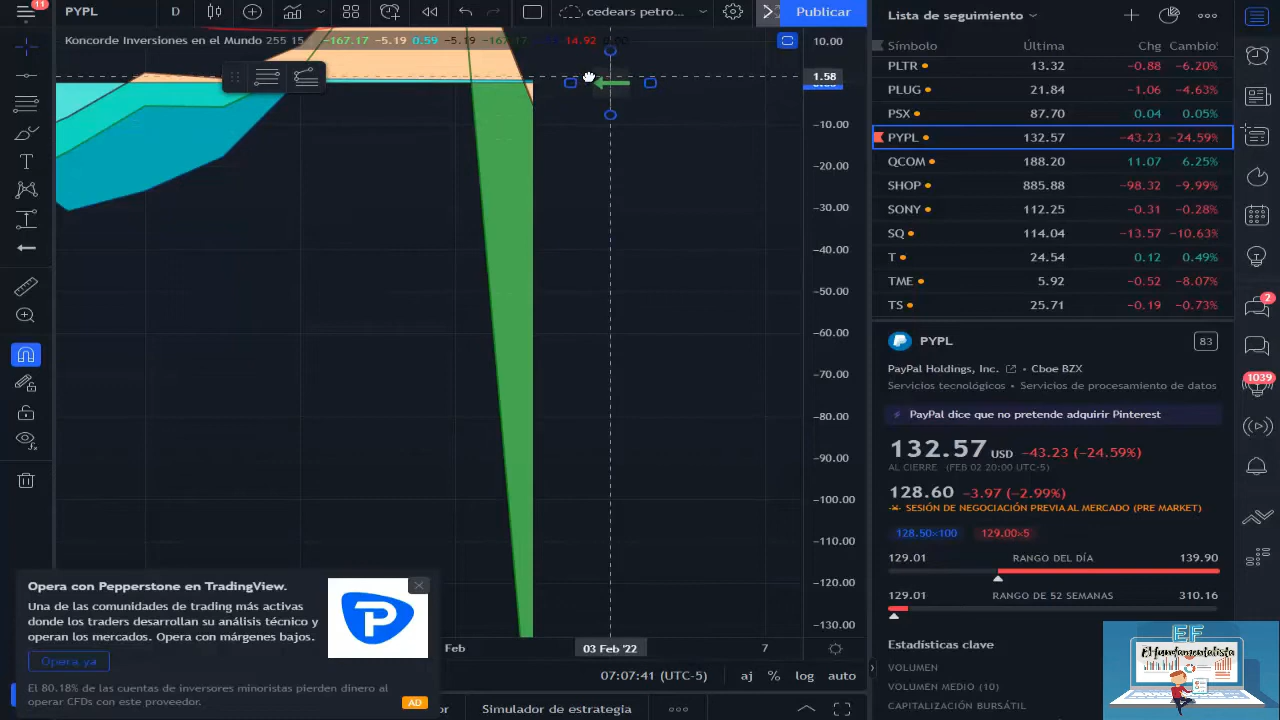 11
PYPL
D
cedears petro...
Publicar
Koncorde Inversiones en el Mundo 255 15 −167.17 −5.19 0.59 −5.19 −167.17 14.92 0.00
10.00
1.58
−10.00
−20.00
−30.00
−40.00
−50.00
−60.00
−70.00
−80.00
−90.00
−100.00
−110.00
−120.00
−130.00
Feb
03 Feb '22
7
07:07:41 (UTC-5)
aj
%
log
auto
Simulador de estrategia
Opera con Pepperstone en TradingView.
Una de las comunidades de trading más activas
donde los traders desarrollan su análisis técnico y
operan los mercados. Opera con márgenes bajos.
Opera ya
El 80.18% de las cuentas de inversores minoristas pierden dinero al
operar CFDs con este proveedor.
AD
Lista de seguimiento
Símbolo Última Chg Cambio%
PLTR 13.32 −0.88 −6.20%
PLUG 21.84 −1.06 −4.63%
PSX 87.70 0.04 0.05%
PYPL 132.57 −43.23 −24.59%
QCOM 188.20 11.07 6.25%
SHOP 885.88 −98.32 −9.99%
SONY 112.25 −0.31 −0.28%
SQ 114.04 −13.57 −10.63%
T 24.54 0.12 0.49%
TME 5.92 −0.52 −8.07%
TS 25.71 −0.19 −0.73%
PYPL
83
PayPal Holdings, Inc. • Cboe BZX
Servicios tecnológicos • Servicios de procesamiento de datos
PayPal dice que no pretende adquirir Pinterest
132.57 USD −43.23 (−24.59%)
AL CIERRE (FEB 02 20:00 UTC-5)
128.60 −3.97 (−2.99%)
SESIÓN DE NEGOCIACIÓN PREVIA AL MERCADO (PRE MARKET)
128.50×100 129.00×5
129.01 RANGO DEL DÍA 139.90
129.01 RANGO DE 52 SEMANAS 310.16
Estadísticas clave
VOLUMEN
VOLUMEN MEDIO (10)
CAPITALIZACIÓN BURSÁTIL
2
1039
EF
El fundamentalista